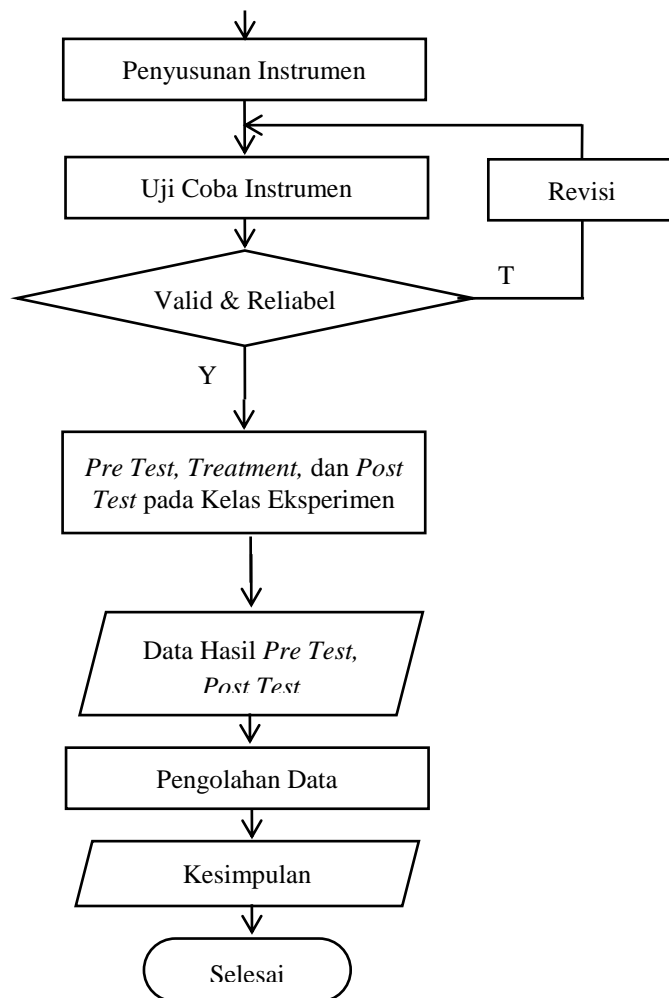 Penyusunan Instrumen
Uji Coba Instrumen
Revisi
Valid & Reliabel
T
Y
Pre Test, Treatment, dan Post
Test pada Kelas Eksperimen
Data Hasil Pre Test,
Post Test
Pengolahan Data
Kesimpulan
Selesai